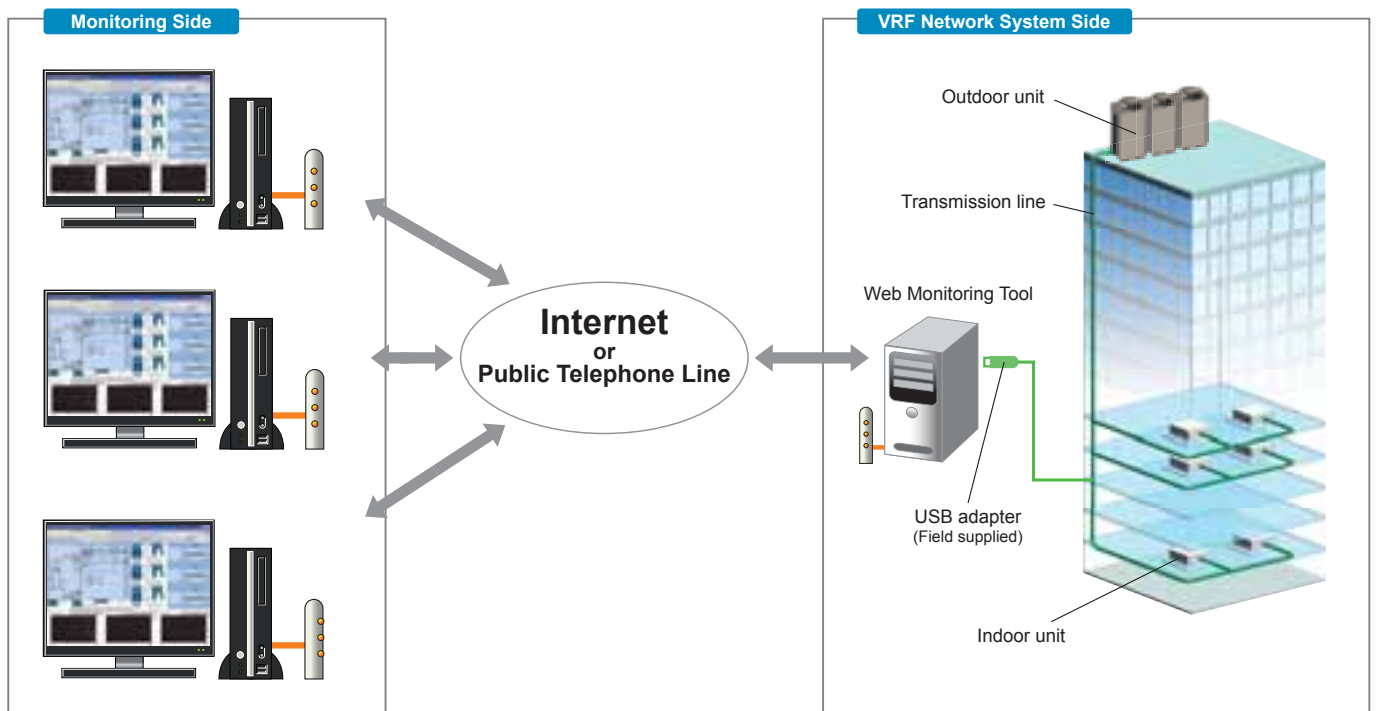 Monitoring Side
VRF Network System Side
Outdoor unit
Transmission line
Web Monitoring Tool
Internet
or
Public Telephone Line
USB adapter
(Field supplied)
Indoor unit